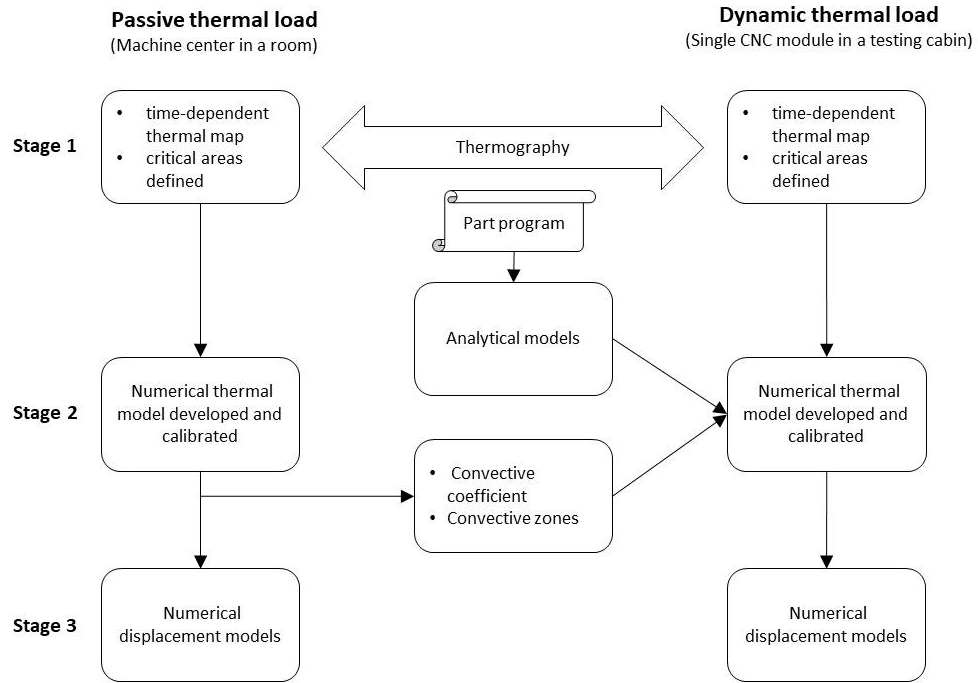 Passive thermal load
(Machine center in a room)
Dynamic thermal load
(Single CNC module in a testing cabin)
Stage 1
• time-dependent
thermal map
• critical areas
defined
Thermography
• time-dependent
thermal map
• critical areas
defined
Part program
Analytical models
Stage 2
Numerical thermal
model developed and
calibrated
Numerical thermal
model developed and
calibrated
• Convective
coefficient
• Convective zones
Stage 3
Numerical
displacement models
Numerical
displacement models